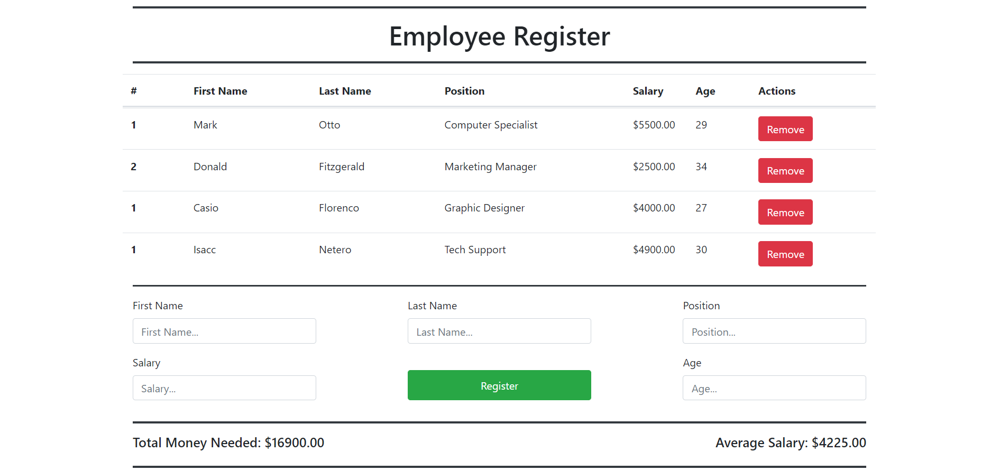 Employee Register
# First Name Last Name Position Salary Age Actions
1 Mark Otto Computer Specialist $5500.00 29 Remove
2 Donald Fitzgerald Marketing Manager $2500.00 34 Remove
1 Casio Florenco Graphic Designer $4000.00 27 Remove
1 Isacc Netero Tech Support $4900.00 30 Remove
First Name Last Name Position
First Name... Last Name... Position...
Salary Age
Salary... Register Age...
Total Money Needed: $16900.00 Average Salary: $4225.00